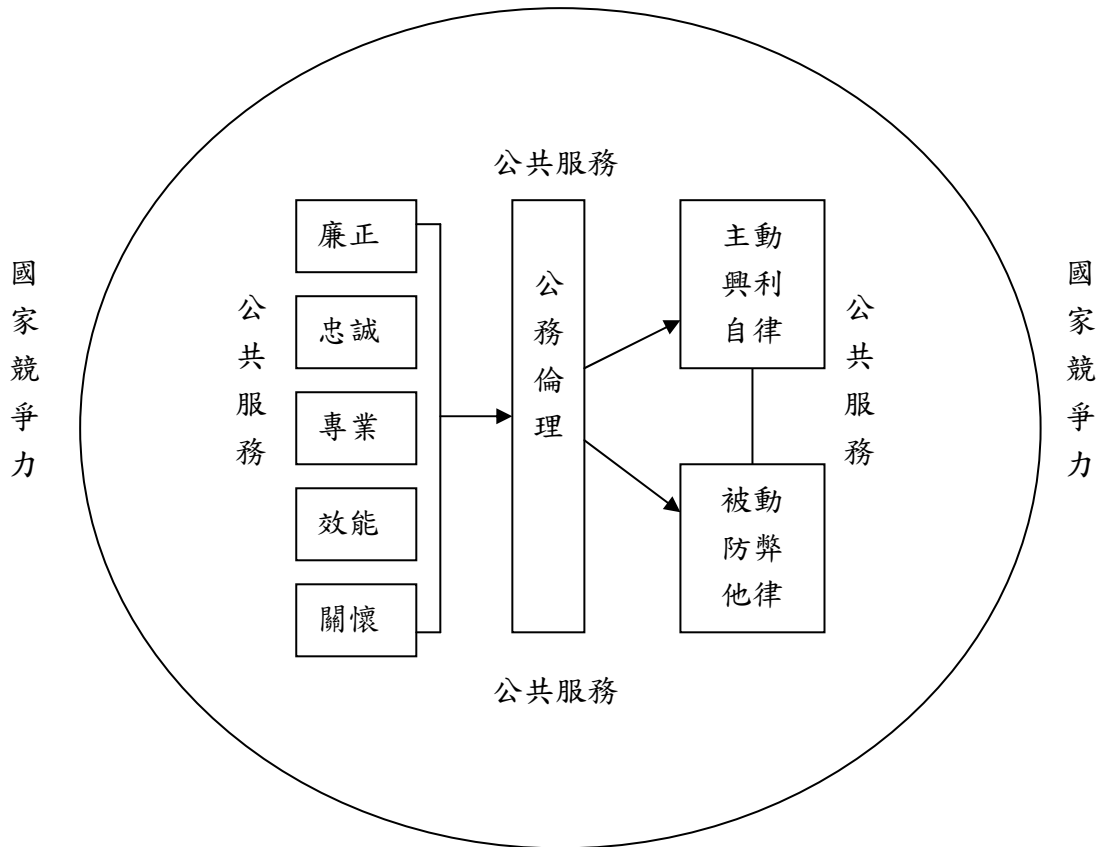 公共服務
國家競爭力
公共服務
廉正
忠誠
專業
效能
關懷
公務倫理
主動
興利
自律
被動
防弊
他律
公共服務
國家競爭力
公共服務